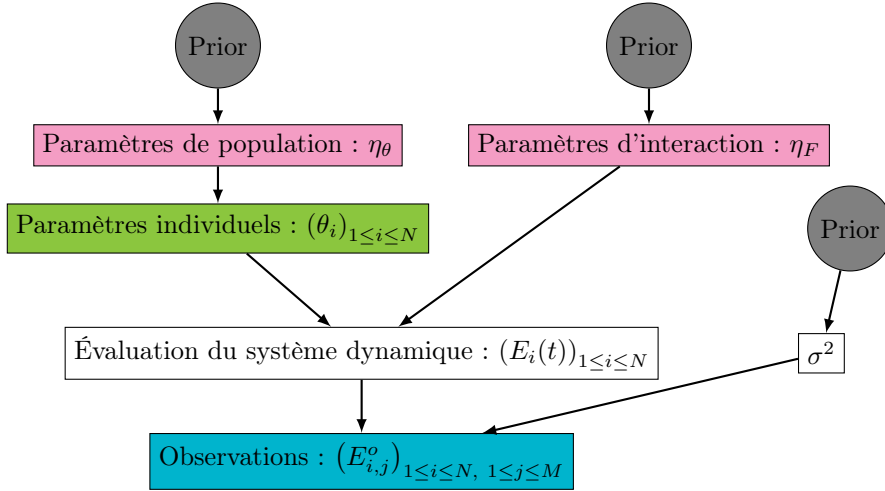 Prior
Prior
Paramètres de population : η_θ
Paramètres d'interaction : η_F
Paramètres individuels : (θ_i)_{1≤i≤N}
Prior
Évaluation du système dynamique : (E_i(t))_{1≤i≤N}
σ²
Observations : (E^o_{i,j})_{1≤i≤N, 1≤j≤M}